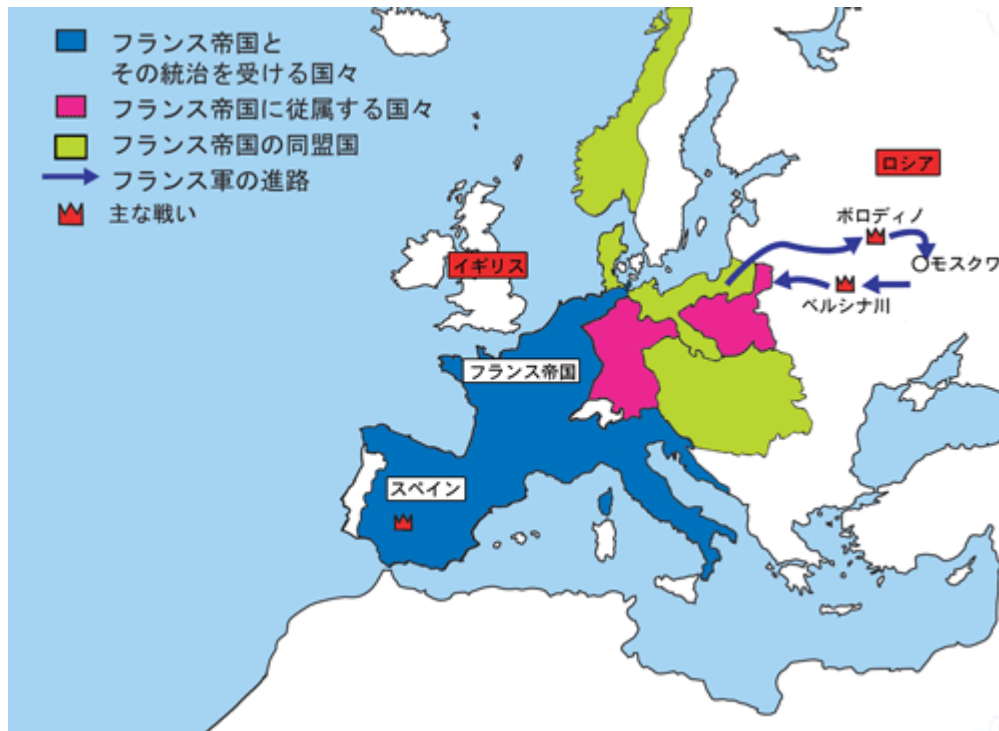 フランス帝国と
その統治を受ける国々
フランス帝国に従属する国々
フランス帝国の同盟国
フランス軍の進路
主な戦い
ロシア
ボロディノ
モスクワ
イギリス
ベルシナ川
フランス帝国
スペイン